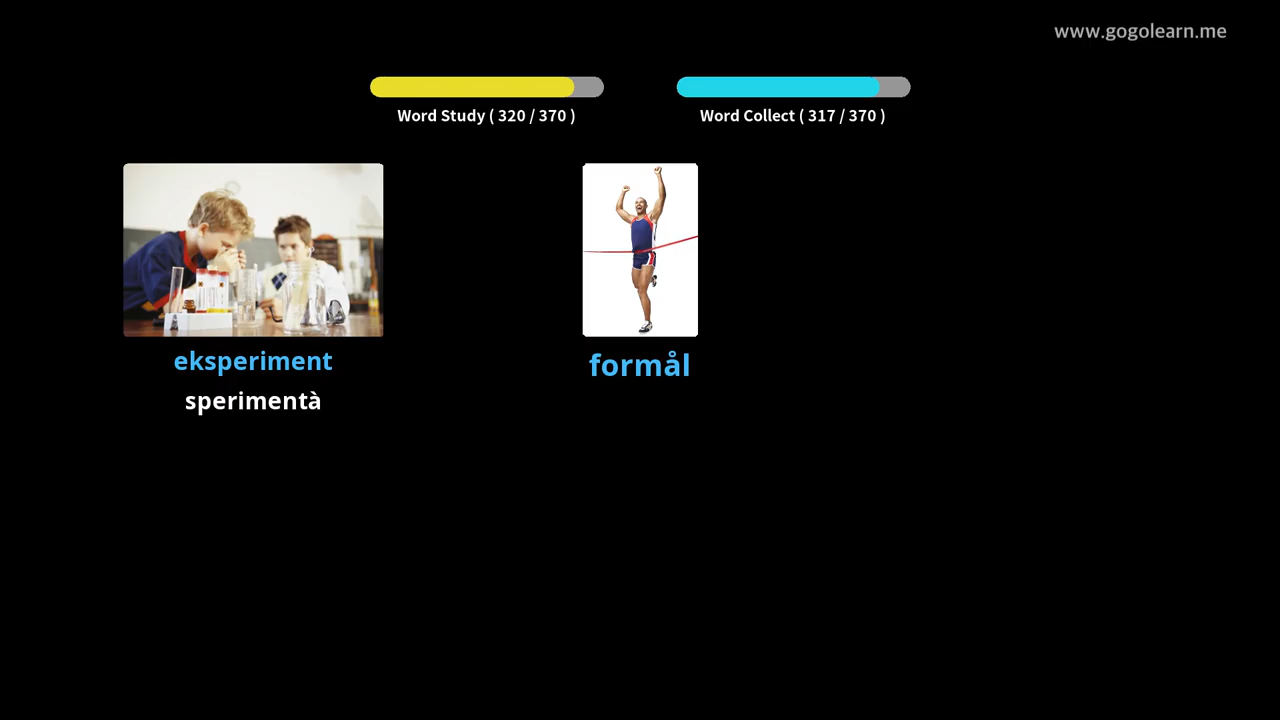 www.gogolearn.me
Word Study ( 320 / 370 )
Word Collect ( 317 / 370 )
eksperiment
sperimentà
formål